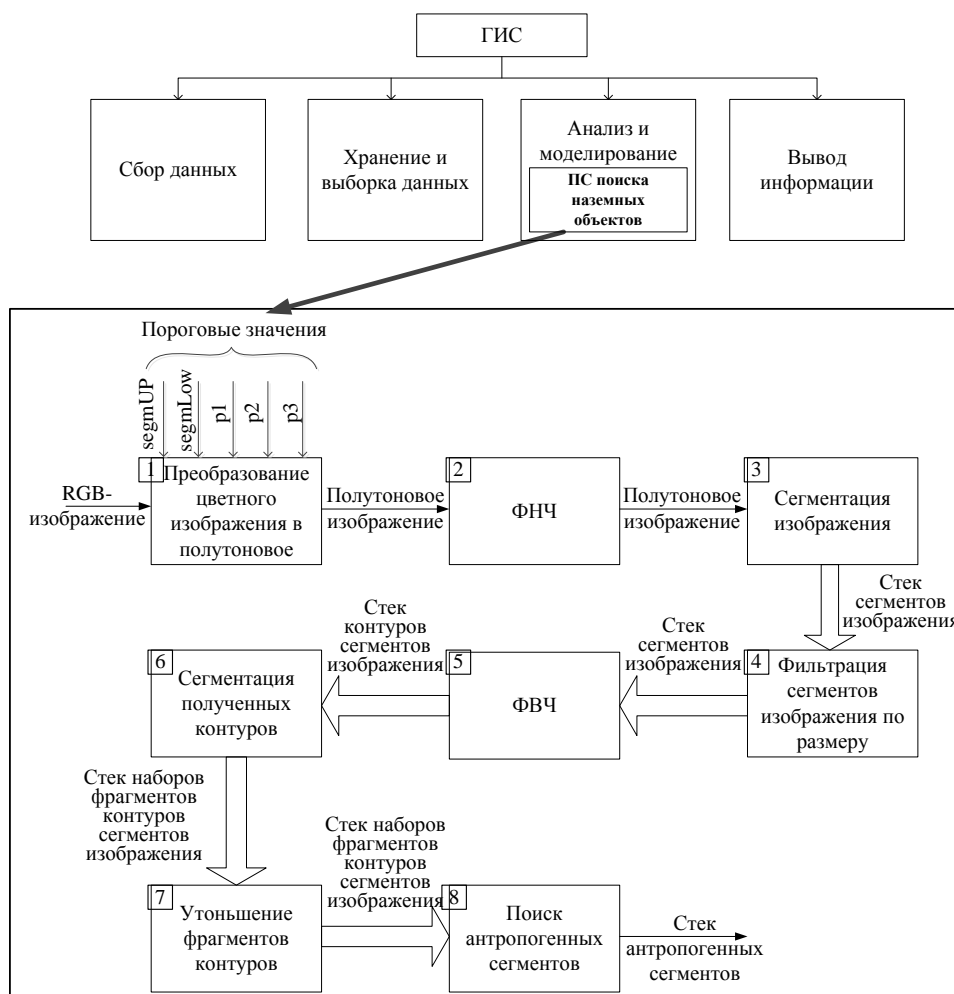 ГИС
Сбор данных
Хранение и
выборка данных
Анализ и
моделирование
ПС поиска
наземных
объектов
Вывод
информации
Пороговые значения
segmUP
segmLow
p1
p2
p3
RGB-
изображение
1
Преобразование
цветного
изображения в
полутоновое
Полутоновое
изображение
2
ФНЧ
Полутоновое
изображение
3
Сегментация
изображения
Стек
сегментов
изображения
4
Фильтрация
сегментов
изображения по
размеру
Стек
сегментов
изображения
5
ФВЧ
Стек
контуров
сегментов
изображения
6
Сегментация
полученных
контуров
Стек наборов
фрагментов
контуров
сегментов
изображения
7
Утоньшение
фрагментов
контуров
Стек наборов
фрагментов
контуров
сегментов
изображения
8
Поиск
антропогенных
сегментов
Стек
антропогенных
сегментов